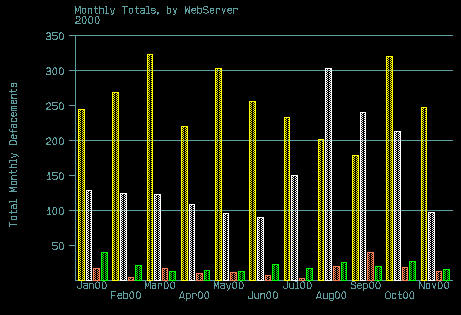 Monthly Totals, by WebServer
2000
350
300
250
200
150
100
50
Total Monthly Defacements
Jan00 Mar00 May00 Jul00 Sep00 Nov00
Feb00 Apr00 Jun00 Aug00 Oct00